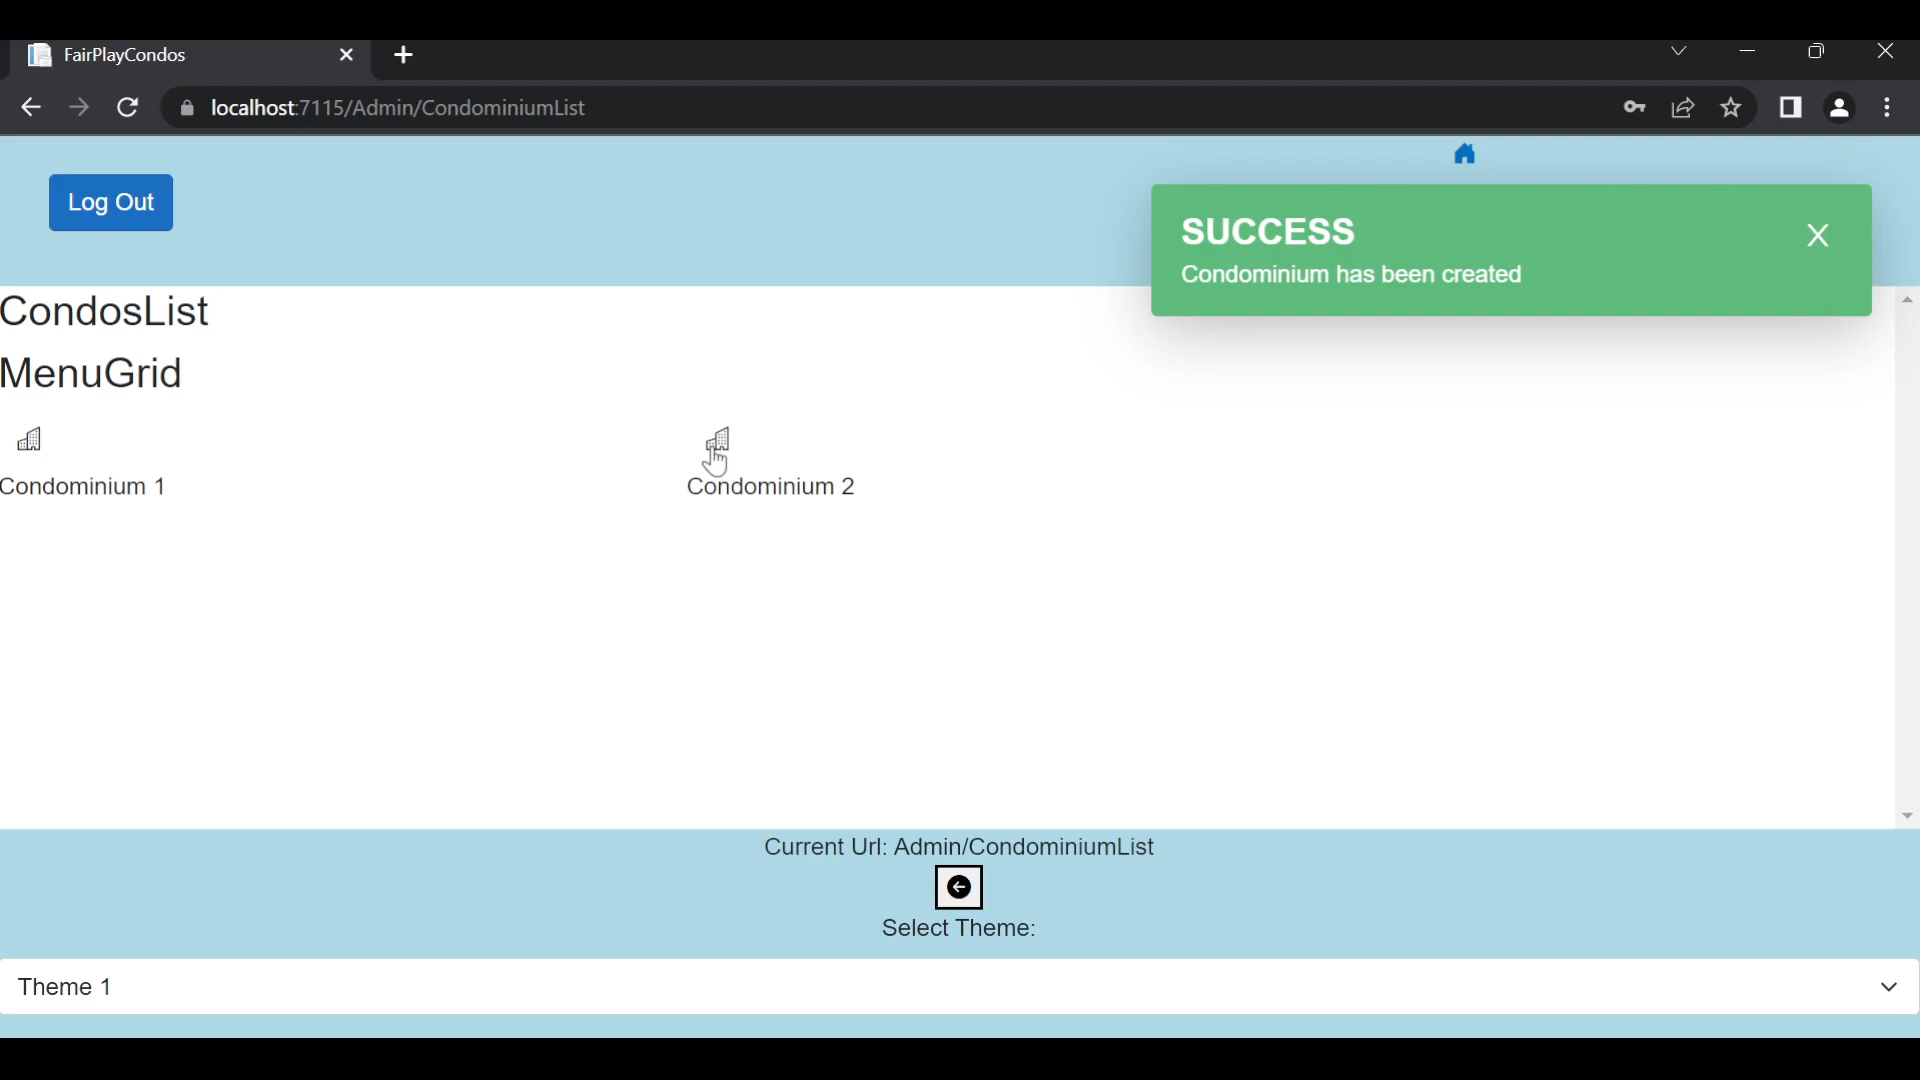 FairPlayCondos
localhost:7115/Admin/CondominiumList
Log Out
SUCCESS
Condominium has been created
CondosList
MenuGrid
Condominium 1
Condominium 2
Current Url: Admin/CondominiumList
Select Theme:
Theme 1